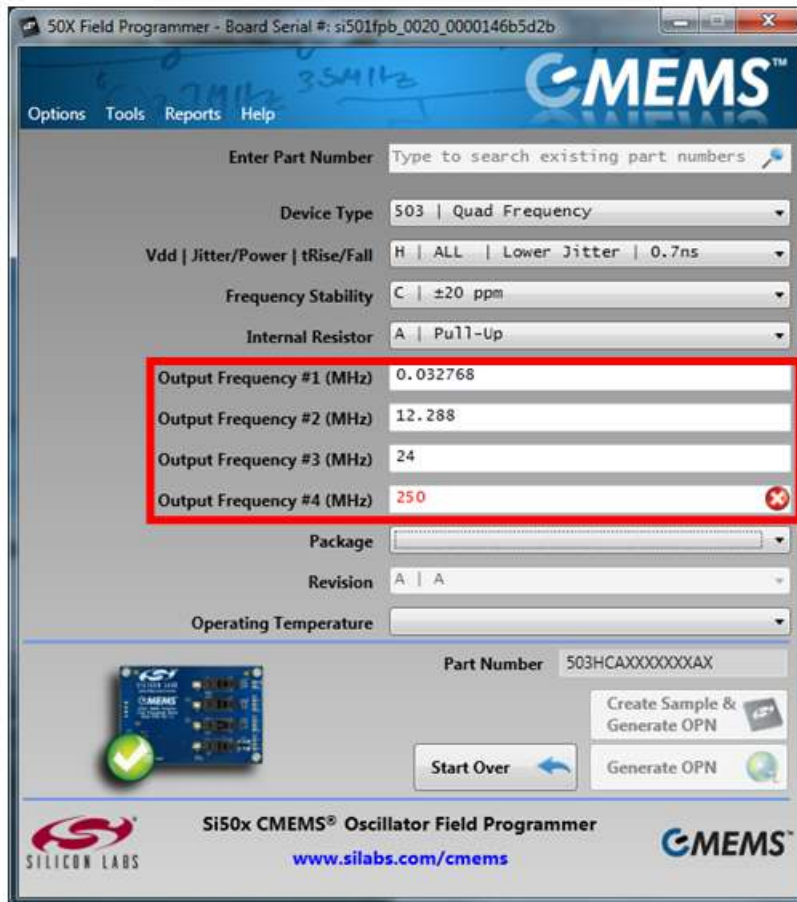 50X Field Programmer - Board Serial #: si501fpb_0020_0000146b5d2b
35MHz
CMEMS™
Options Tools Reports Help
Enter Part Number Type to search existing part numbers
Device Type 503 | Quad Frequency
Vdd | Jitter/Power | tRise/Fall H | ALL | Lower Jitter | 0.7ns
Frequency Stability C | ±20 ppm
Internal Resistor A | Pull-Up
Output Frequency #1 (MHz) 0.032768
Output Frequency #2 (MHz) 12.288
Output Frequency #3 (MHz) 24
Output Frequency #4 (MHz) 250
Package
Revision A | A
Operating Temperature
Part Number 503HCAXXXXXXXAX
SILICON LABS
CMEMS
Create Sample &
Generate OPN
Start Over Generate OPN
Si50x CMEMS® Oscillator Field Programmer
www.silabs.com/cmems
SILICON LABS
CMEMS™